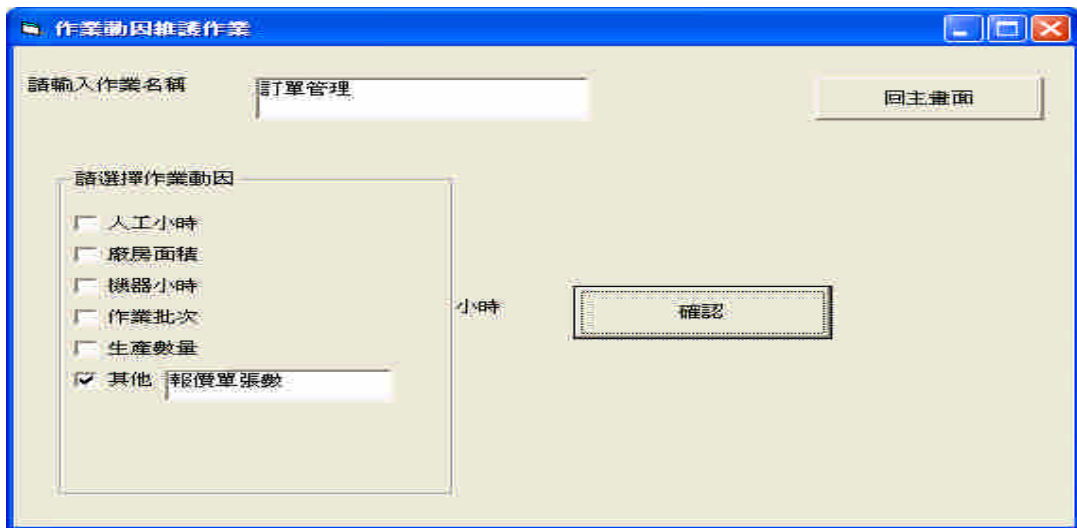 作業動因維護作業
請輸入作業名稱
訂單管理
回主畫面
請選擇作業動因
人工小時
廠房面積
機器小時
作業批次
小時
確認
生產數量
其他
報價單張數